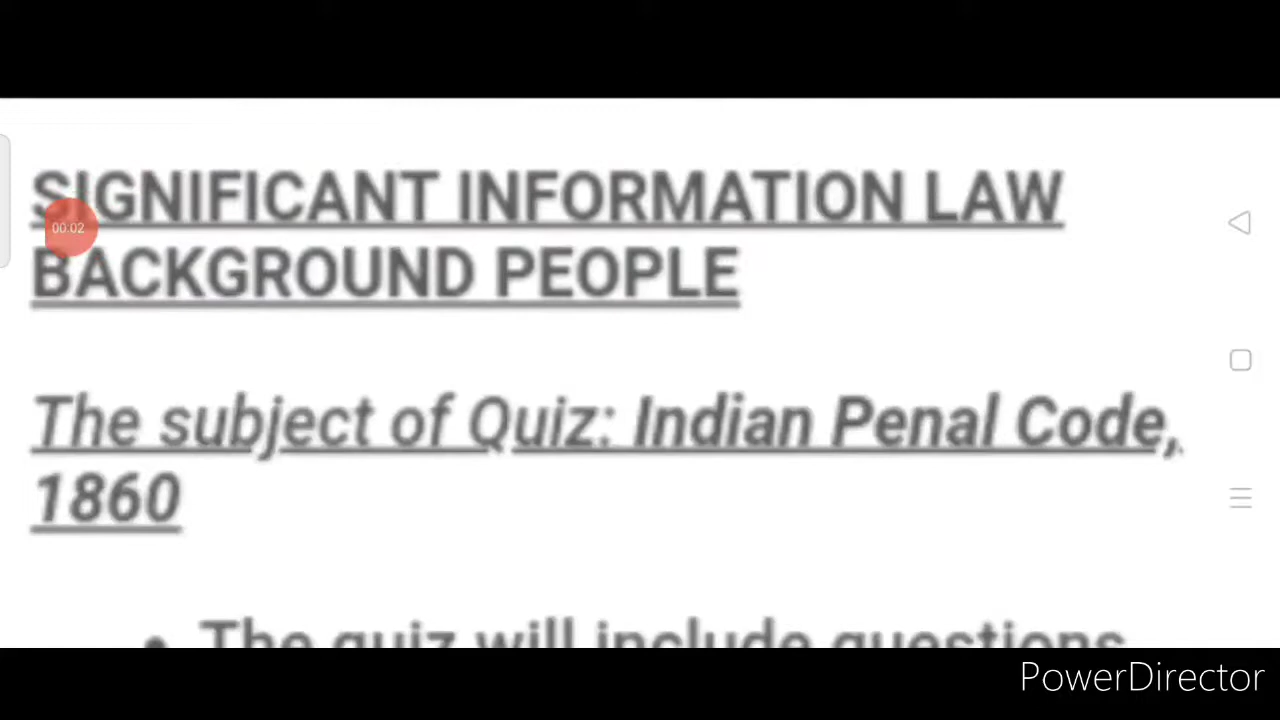 SIGNIFICANT INFORMATION LAW
00:02
BACKGROUND PEOPLE
The subject of Quiz: Indian Penal Code,
1860
• The quiz will include questions
PowerDirector